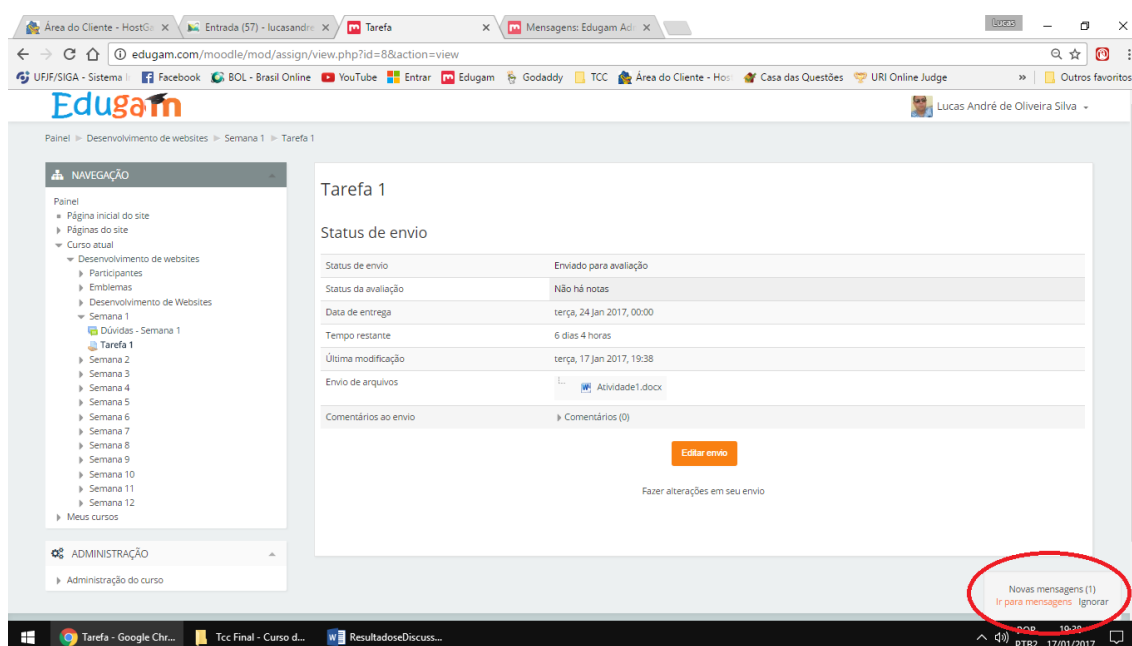 Área do Cliente - HostGa
Entrada (57) - lucasandre
Tarefa
Mensagens: Edugam Adi
Lucas
edugam.com/moodle/mod/assign/view.php?id=8&action=view
UFJF/SIGA - Sistema I
Facebook
BOL - Brasil Online
YouTube
Entrar
Edugam
Godaddy
TCC
Área do Cliente - Hos
Casa das Questões
URI Online Judge
»
Outros favoritos
Edugam
Lucas André de Oliveira Silva
Painel Desenvolvimento de websites Semana 1 Tarefa 1
NAVEGAÇÃO
Painel
Página inicial do site
Páginas do site
Curso atual
Desenvolvimento de websites
Participantes
Emblemas
Desenvolvimento de Websites
Semana 1
Dúvidas - Semana 1
Tarefa 1
Semana 2
Semana 3
Semana 4
Semana 5
Semana 6
Semana 7
Semana 8
Semana 9
Semana 10
Semana 11
Semana 12
Meus cursos
ADMINISTRAÇÃO
Administração do curso
Tarefa 1
Status de envio
Status de envio Enviado para avaliação
Status da avaliação Não há notas
Data de entrega terça, 24 Jan 2017, 00:00
Tempo restante 6 dias 4 horas
Última modificação terça, 17 Jan 2017, 19:38
Envio de arquivos Atividade1.docx
Comentários ao envio Comentários (0)
Editar envio
Fazer alterações em seu envio
Novas mensagens (1)
Ir para mensagens Ignorar
Tarefa - Google Chr...
Tcc Final - Curso d...
ResultadoseDiscuss...
POR
PTB2
19:38
17/01/2017